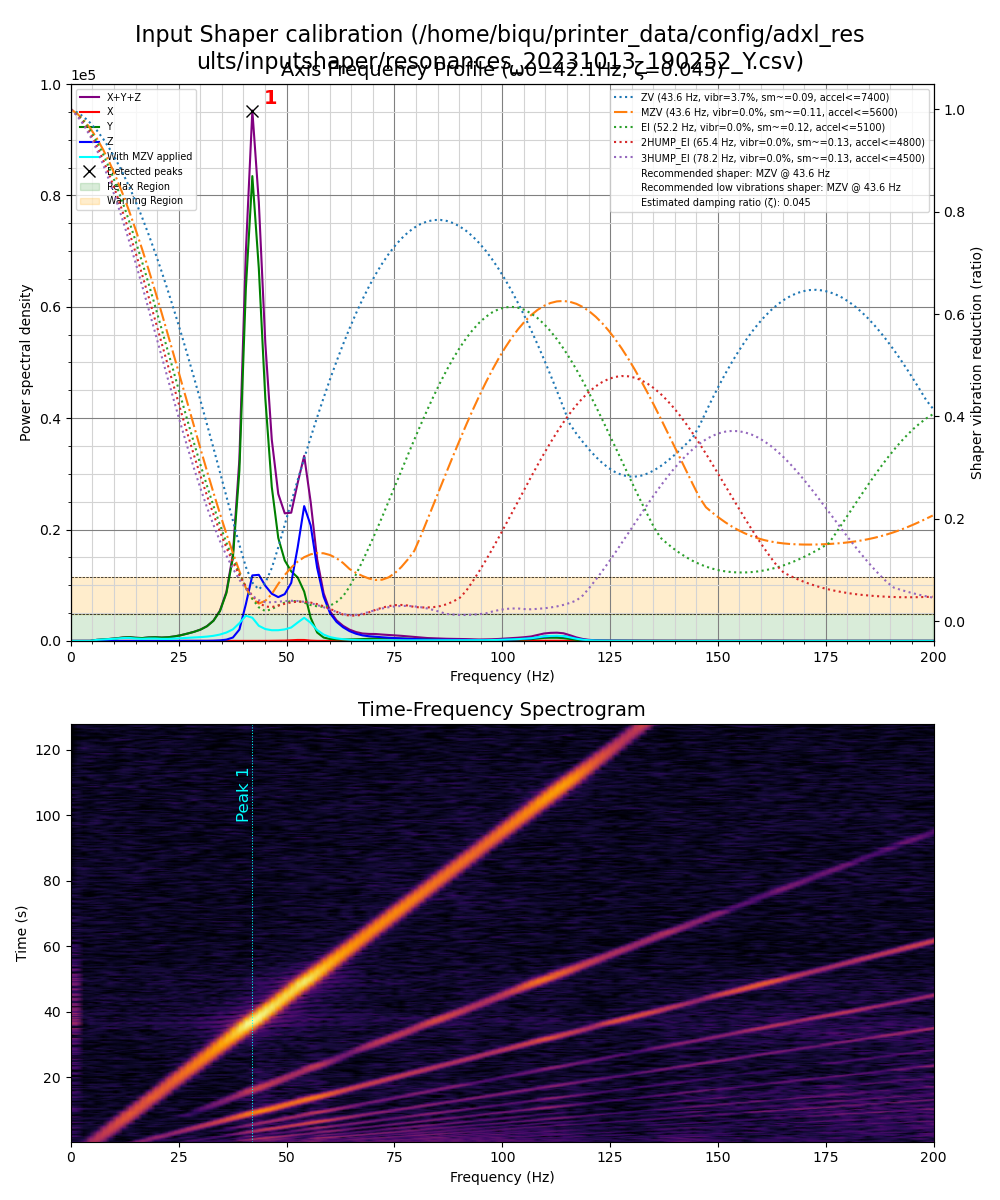 Input Shaper calibration (/home/biqu/printer_data/config/adxl_res
ults/inputshaper/resonances_20231013_190252_Y.csv)
Axis Frequency Profile (ω0=42.1Hz, ζ=0.045)
1e5
X+Y+Z
X
Y
Z
With MZV applied
Detected peaks
Relax Region
Warning Region
1
ZV (43.6 Hz, vibr=3.7%, sm~=0.09, accel<=7400)
MZV (43.6 Hz, vibr=0.0%, sm~=0.11, accel<=5600)
EI (52.2 Hz, vibr=0.0%, sm~=0.12, accel<=5100)
2HUMP_EI (65.4 Hz, vibr=0.0%, sm~=0.13, accel<=4800)
3HUMP_EI (78.2 Hz, vibr=0.0%, sm~=0.13, accel<=4500)
Recommended shaper: MZV @ 43.6 Hz
Recommended low vibrations shaper: MZV @ 43.6 Hz
Estimated damping ratio (ζ): 0.045
Power spectral density
1.0
0.8
0.6
0.4
0.2
0.0
Shaper vibration reduction (ratio)
1.0
0.8
0.6
0.4
0.2
0.0
0 25 50 75 100 125 150 175 200
Frequency (Hz)
Time-Frequency Spectrogram
Peak 1
Time (s)
120
100
80
60
40
20
0 25 50 75 100 125 150 175 200
Frequency (Hz)